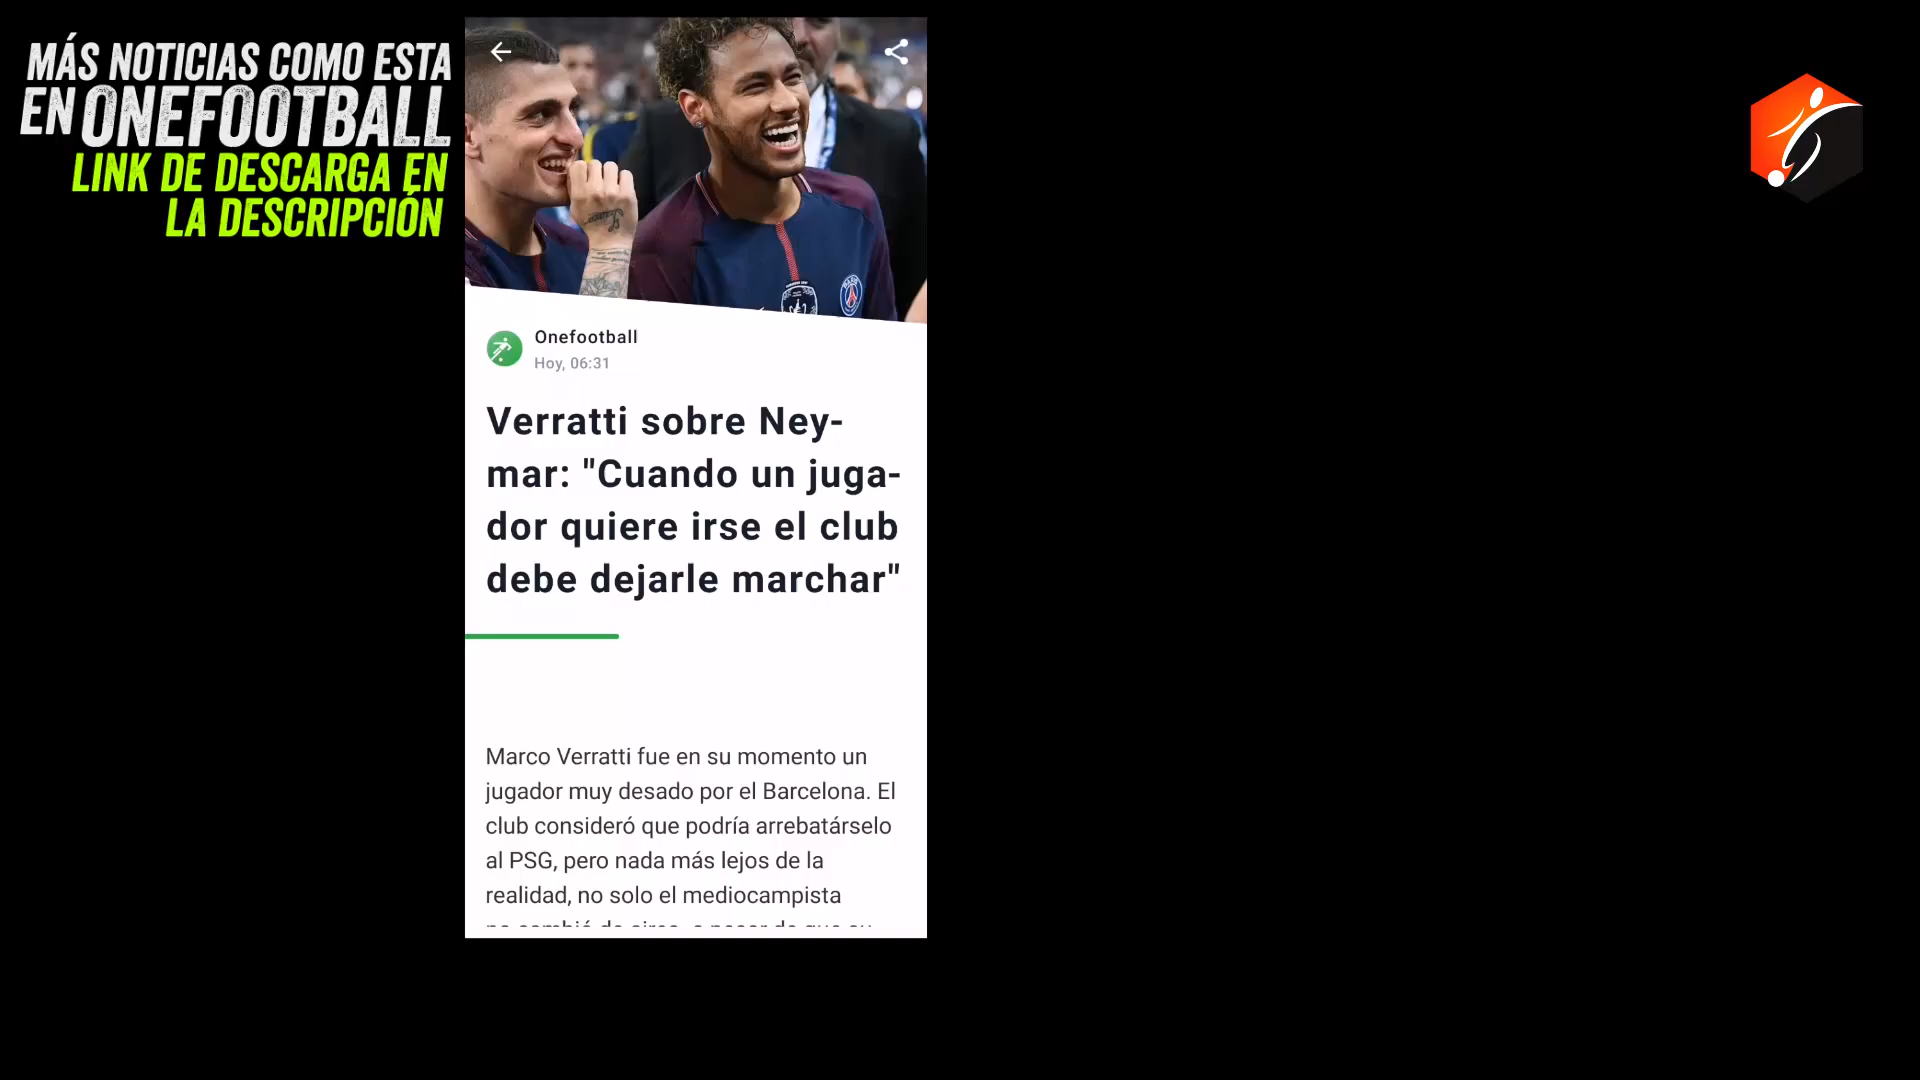 MÁS NOTICIAS COMO ESTA
EN ONEFOOTBALL
LINK DE DESCARGA EN
LA DESCRIPCIÓN
Onefootball
Hoy, 06:31
Verratti sobre Ney-
mar: "Cuando un juga-
dor quiere irse el club
debe dejarle marchar"
Marco Verratti fue en su momento un
jugador muy desado por el Barcelona. El
club consideró que podría arrebatárselo
al PSG, pero nada más lejos de la
realidad, no solo el mediocampista